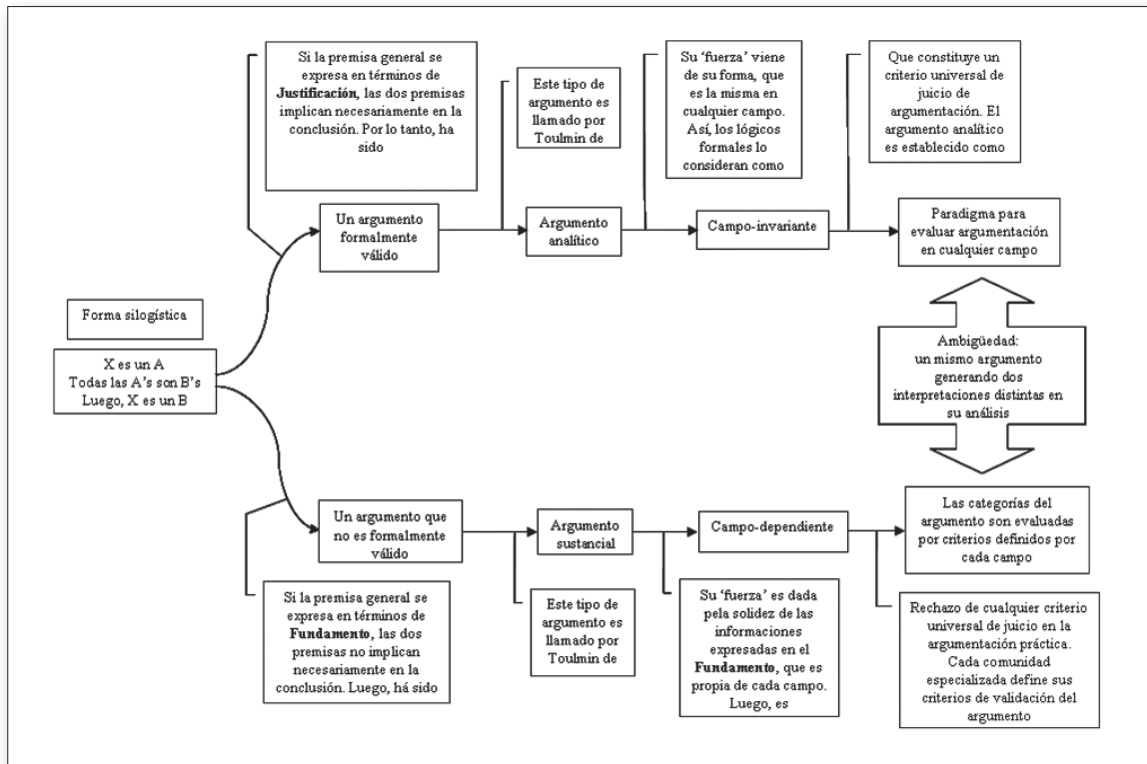 Si la premisa general se
expresa en términos de
Justificación, las dos premisas
implican necesariamente en la
conclusión. Por lo tanto, ha
sido
Este tipo de
argumento es
llamado por
Toulmin de
Su ‘fuerza’ viene
de su forma, que
es la misma en
cualquier campo.
Así, los lógicos
formales lo
consideran como
Que constituye un
criterio universal de
juicio de
argumentación. El
argumento analítico
es establecido como
Un argumento
formalmente
válido
Argumento
analítico
Campo-invariante
Paradigma para
evaluar argumentación
en cualquier campo
Forma silogística
X es un A
Todas las A’s son B’s
Luego, X es un B
Ambigüedad:
un mismo argumento
generando dos
interpretaciones distintas en
su análisis
Un argumento que
no es formalmente
válido
Argumento
sustancial
Campo-dependiente
Las categorías del
argumento son evaluadas
por criterios definidos por
cada campo
Si la premisa general se
expresa en términos de
Fundamento, las dos
premisas no implican
necesariamente en la
conclusión. Luego, há sido
Este tipo de
argumento es
llamado por
Toulmin de
Su ‘fuerza’ es dada
pela solidez de las
informaciones
expresadas en el
Fundamento, que es
propia de cada campo.
Luego, es
Rechazo de cualquier criterio
universal de juicio en la
argumentación práctica.
Cada comunidad
especializada define sus
criterios de validación del
argumento